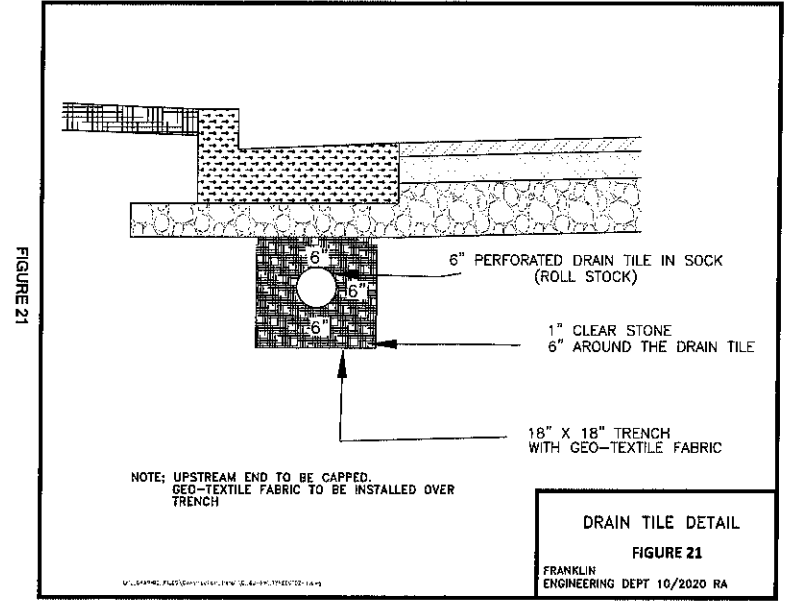 FIGURE 21
6"
6"
6"
6" PERFORATED DRAIN TILE IN SOCK
(ROLL STOCK)
1" CLEAR STONE
6" AROUND THE DRAIN TILE
18" X 18" TRENCH
WITH GEO-TEXTILE FABRIC
NOTE; UPSTREAM END TO BE CAPPED.
GEO-TEXTILE FABRIC TO BE INSTALLED OVER
TRENCH
DRAIN TILE DETAIL
FIGURE 21
FRANKLIN
ENGINEERING DEPT 10/2020 RA